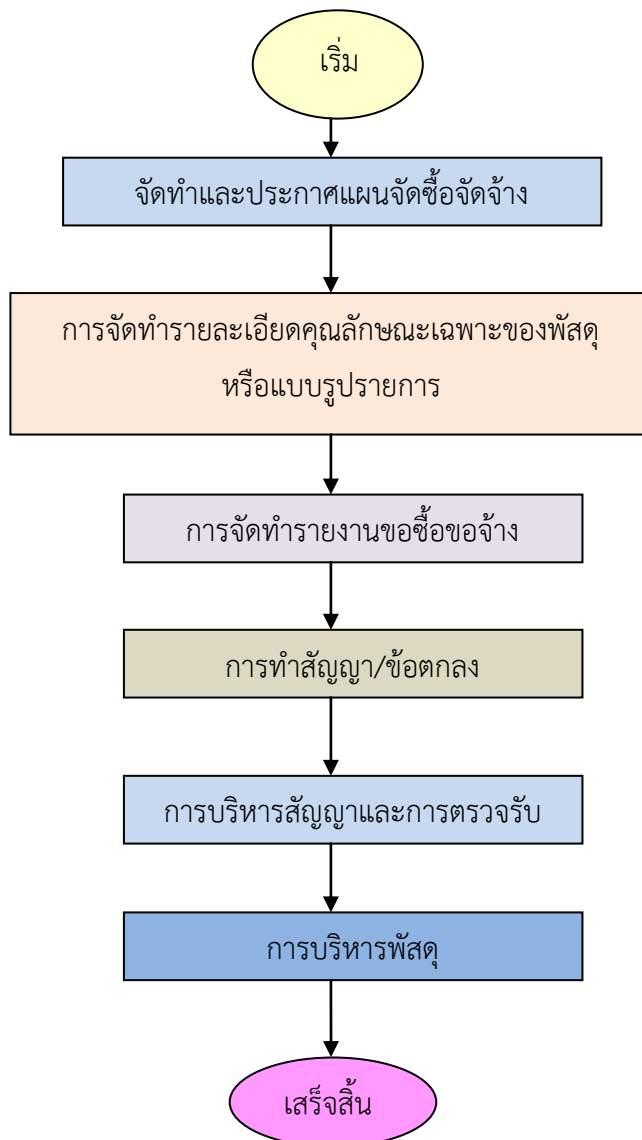 เริ่ม
จัดทำและประกาศแผนจัดซื้อจัดจ้าง
การจัดทำรายละเอียดคุณลักษณะเฉพาะของพัสดุ
หรือแบบรูปรายการ
การจัดทำรายงานขอซื้อขอจ้าง
การทำสัญญา/ข้อตกลง
การบริหารสัญญาและการตรวจรับ
การบริหารพัสดุ
เสร็จสิ้น